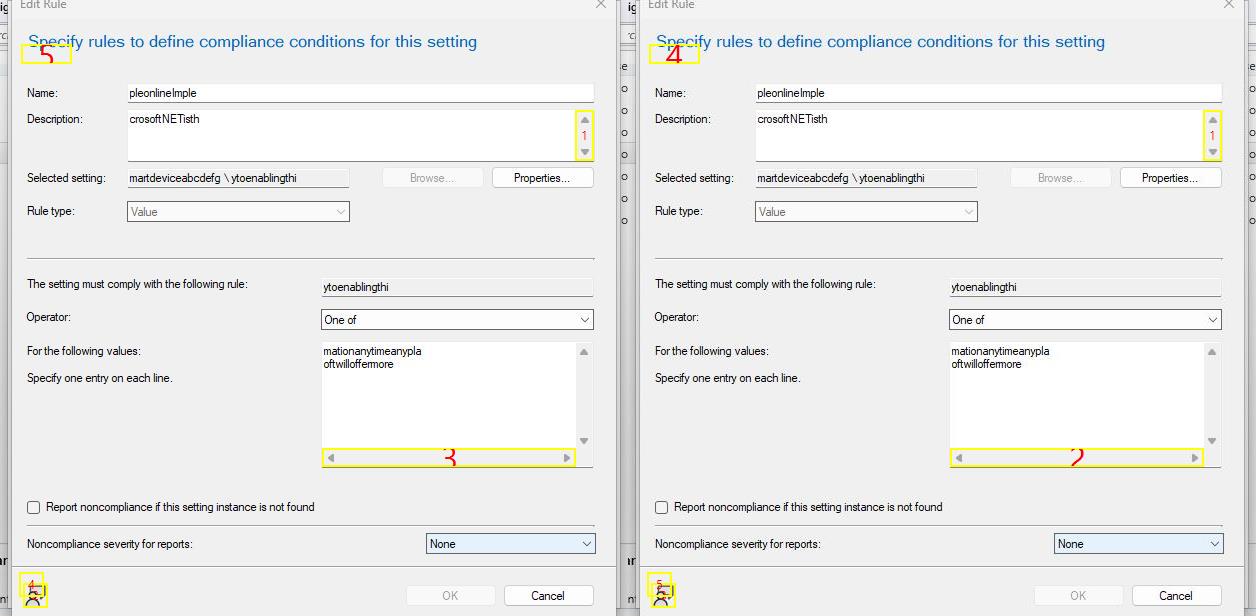 Edit Rule
Specify rules to define compliance conditions for this setting
5
Name:
pleonlineImple
Description:
crosoftNETisth
1
Selected setting:
martdeviceabcdefg \ ytoenablingthi
Browse...
Properties...
Rule type:
Value
The setting must comply with the following rule:
ytoenablingthi
Operator:
One of
For the following values:
mationanytimeanypla
oftwilloffermore
Specify one entry on each line.
3
Report noncompliance if this setting instance is not found
Noncompliance severity for reports:
None
4
OK
Cancel
Edit Rule
Specify rules to define compliance conditions for this setting
4
Name:
pleonlineImple
Description:
crosoftNETisth
1
Selected setting:
martdeviceabcdefg \ ytoenablingthi
Browse...
Properties...
Rule type:
Value
The setting must comply with the following rule:
ytoenablingthi
Operator:
One of
For the following values:
mationanytimeanypla
oftwilloffermore
Specify one entry on each line.
2
Report noncompliance if this setting instance is not found
Noncompliance severity for reports:
None
5
OK
Cancel